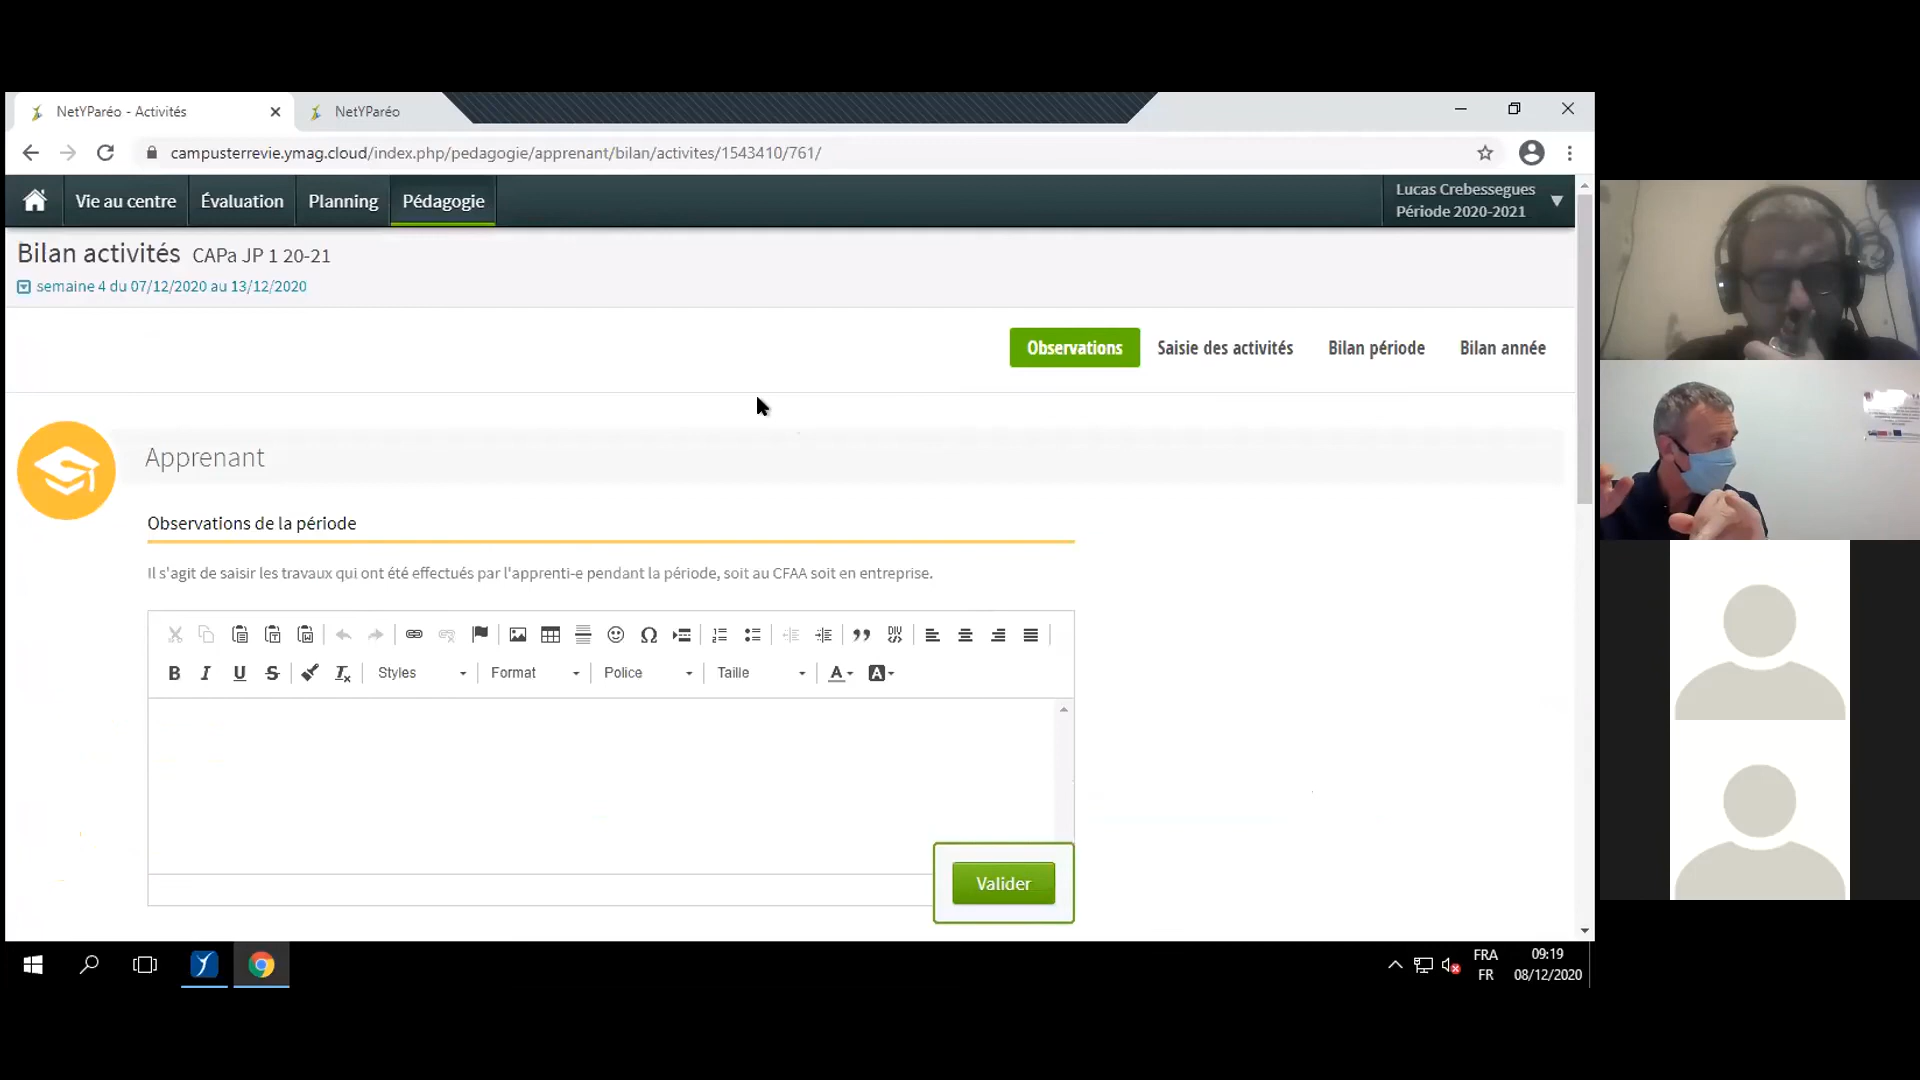 NetYParéo - Activités
NetYParéo
campusterrevie.ymag.cloud/index.php/pedagogie/apprenant/bilan/activites/1543410/761/
Vie au centre
Évaluation
Planning
Pédagogie
Lucas Crebessegues
Période 2020-2021
Bilan activités CAPa JP 1 20-21
semaine 4 du 07/12/2020 au 13/12/2020
Observations
Saisie des activités
Bilan période
Bilan année
Apprenant
Observations de la période
Il s'agit de saisir les travaux qui ont été effectués par l'apprenti-e pendant la période, soit au CFAA soit en entreprise.
Styles
Format
Police
Taille
Valider
FRA
FR
09:19
08/12/2020